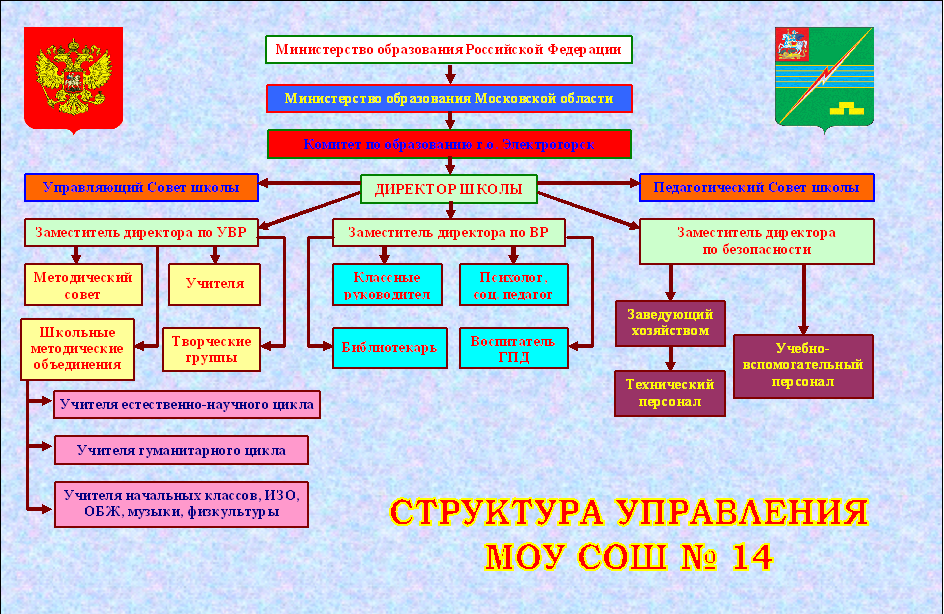 Министерство образования Российской Федерации
Министерство образования Московской области
Комитет по образованию г.о. Электрогорск
Управляющий Совет школы
ДИРЕКТОР ШКОЛЫ
Педагогический Совет школы
Заместитель директора по УВР
Заместитель директора по ВР
Заместитель директора
по безопасности
Методический
совет
Учителя
Классные
руководител
Психолог,
соц. педагог
Заведующий
хозяйством
Школьные
методические
объединения
Творческие
группы
Библиотекарь
Воспитатель
ГПД
Учебно-
вспомогательный
персонал
Технический
персонал
Учителя естественно-научного цикла
Учителя гуманитарного цикла
Учителя начальных классов, ИЗО,
ОБЖ, музыки, физкультуры
СТРУКТУРА УПРАВЛЕНИЯ
МОУ СОШ № 14